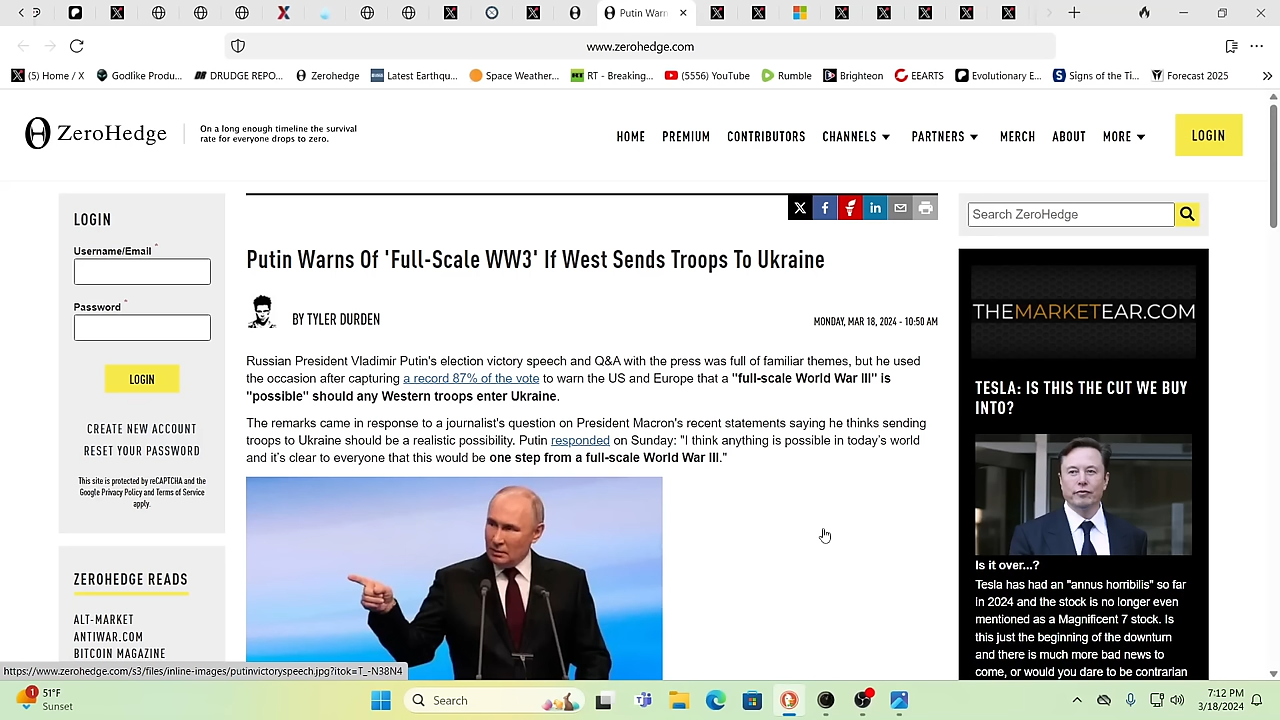 Putin Warn
www.zerohedge.com
(5) Home / X
Godlike Produ...
DRUDGE REPO...
Zerohedge
Latest Earthqu...
Space Weather...
RT - Breaking...
(5556) YouTube
Rumble
Brighteon
EEARTS
Evolutionary E...
Signs of the Ti...
Forecast 2025
ZeroHedge
On a long enough timeline the survival
rate for everyone drops to zero.
HOME
PREMIUM
CONTRIBUTORS
CHANNELS
PARTNERS
MERCH
ABOUT
MORE
LOGIN
LOGIN
Username/Email *
Password *
LOGIN
CREATE NEW ACCOUNT
RESET YOUR PASSWORD
This site is protected by reCAPTCHA and the
Google Privacy Policy and Terms of Service
apply.
ZEROHEDGE READS
ALT-MARKET
ANTIWAR.COM
BITCOIN MAGAZINE
Putin Warns Of 'Full-Scale WW3' If West Sends Troops To Ukraine
BY TYLER DURDEN
MONDAY, MAR 18, 2024 - 10:50 AM
Russian President Vladimir Putin's election victory speech and Q&A with the press was full of familiar themes, but he used
the occasion after capturing a record 87% of the vote to warn the US and Europe that a "full-scale World War III" is
"possible" should any Western troops enter Ukraine.
The remarks came in response to a journalist's question on President Macron's recent statements saying he thinks sending
troops to Ukraine should be a realistic possibility. Putin responded on Sunday: "I think anything is possible in today's world
and it's clear to everyone that this would be one step from a full-scale World War III."
Search ZeroHedge
THEMARKETEAR.COM
TESLA: IS THIS THE CUT WE BUY
INTO?
Is it over...?
Tesla has had an "annus horribilis" so far
in 2024 and the stock is no longer even
mentioned as a Magnificent 7 stock. Is
this just the beginning of the downturn
and there is much more bad news to
come, or would you dare to be contrarian
https://www.zerohedge.com/s3/files/inline-images/putinvictoryspeech.jpg?itok=T_-N38N4
1
51°F
Sunset
Search
7:12 PM
3/18/2024